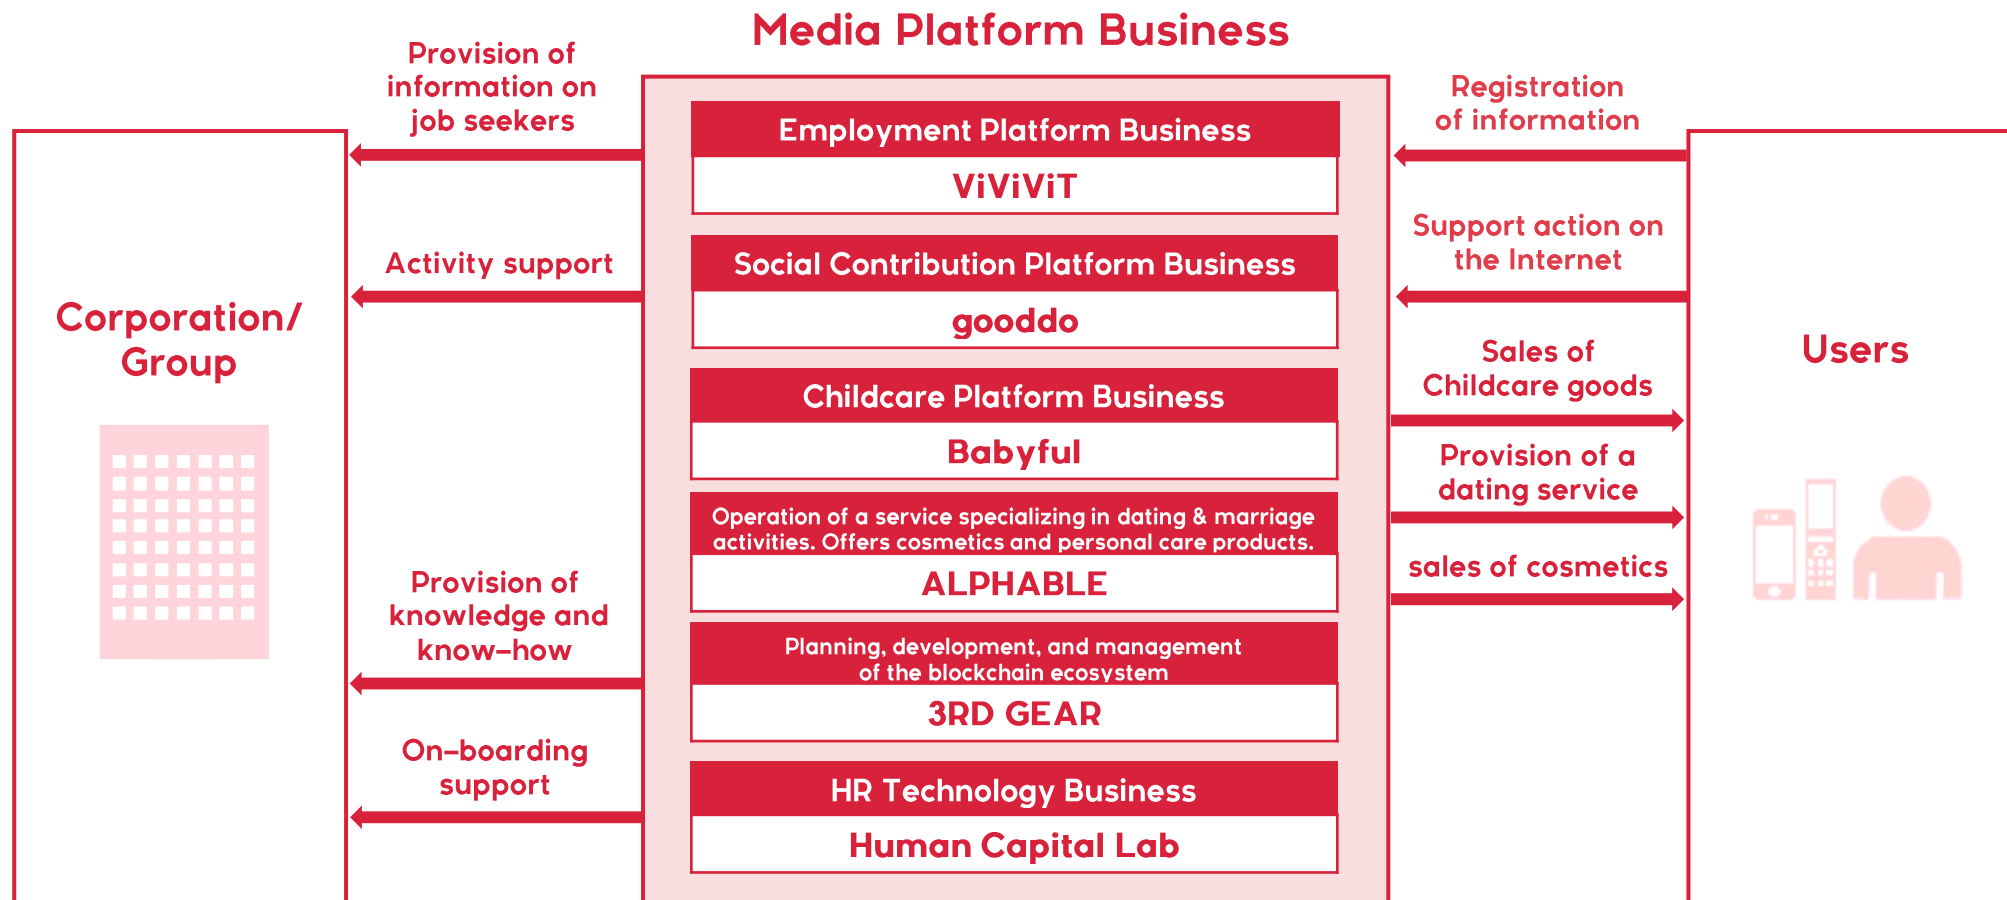 Media Platform Business
Provision of
information on
job seekers
Activity support
Corporation/
Group
Provision of
knowledge and
know-how
On-boarding
support
Employment Platform Business
ViViViT
Social Contribution Platform Business
gooddo
Childcare Platform Business
Babyful
Operation of a service specializing in dating & marriage
activities. Offers cosmetics and personal care products.
ALPHABLE
Planning, development, and management
of the blockchain ecosystem
3RD GEAR
HR Technology Business
Human Capital Lab
Registration
of information
Support action on
the Internet
Sales of
Childcare goods
Provision of a
dating service
sales of cosmetics
Users